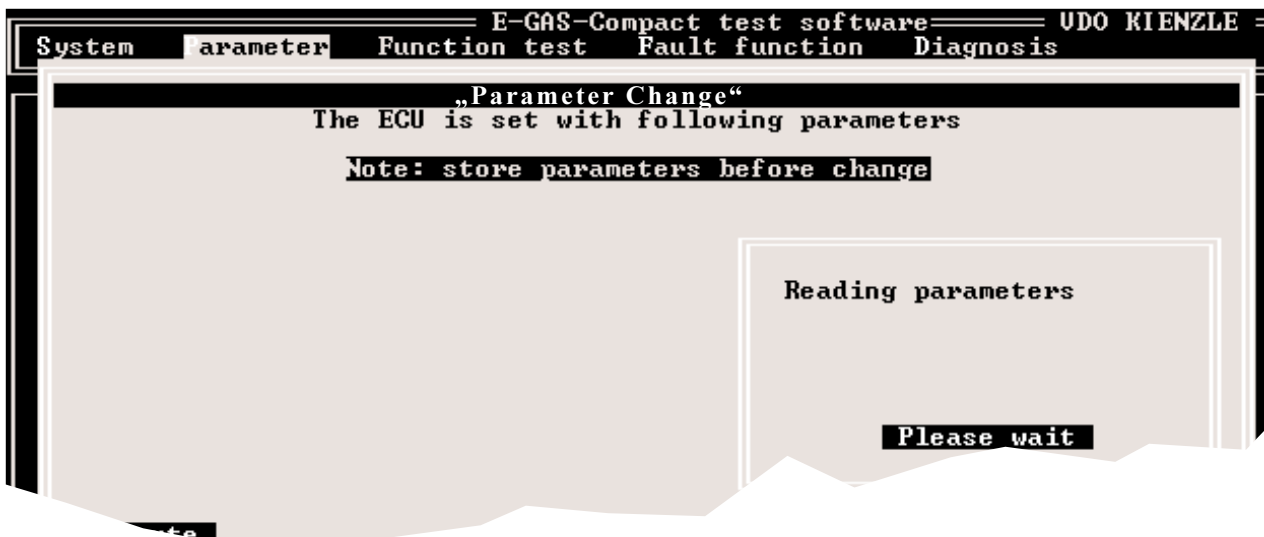 E-GAS-Compact test software VDO KIENZLE
System Parameter Function test Fault function Diagnosis
„Parameter Change“
The ECU is set with following parameters
Note: store parameters before change
Reading parameters
Please wait